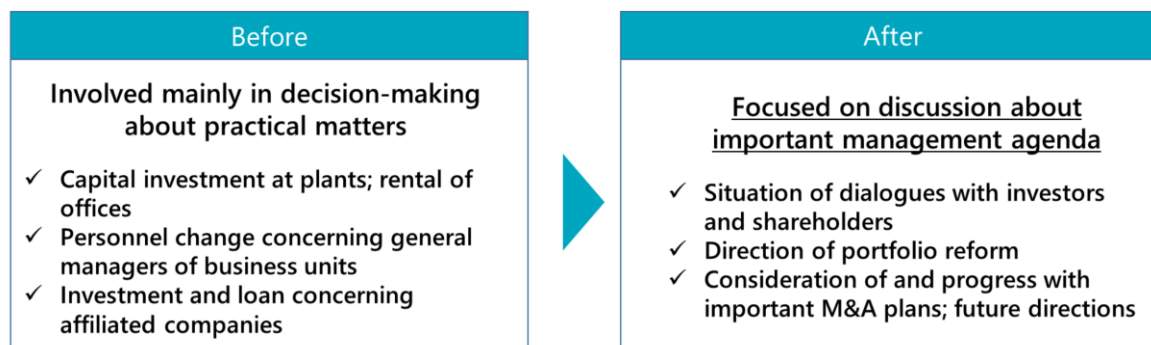 Before
Involved mainly in decision-making
about practical matters
✓ Capital investment at plants; rental of
offices
✓ Personnel change concerning general
managers of business units
✓ Investment and loan concerning
affiliated companies
After
Focused on discussion about
important management agenda
✓ Situation of dialogues with investors
and shareholders
✓ Direction of portfolio reform
✓ Consideration of and progress with
important M&A plans; future directions